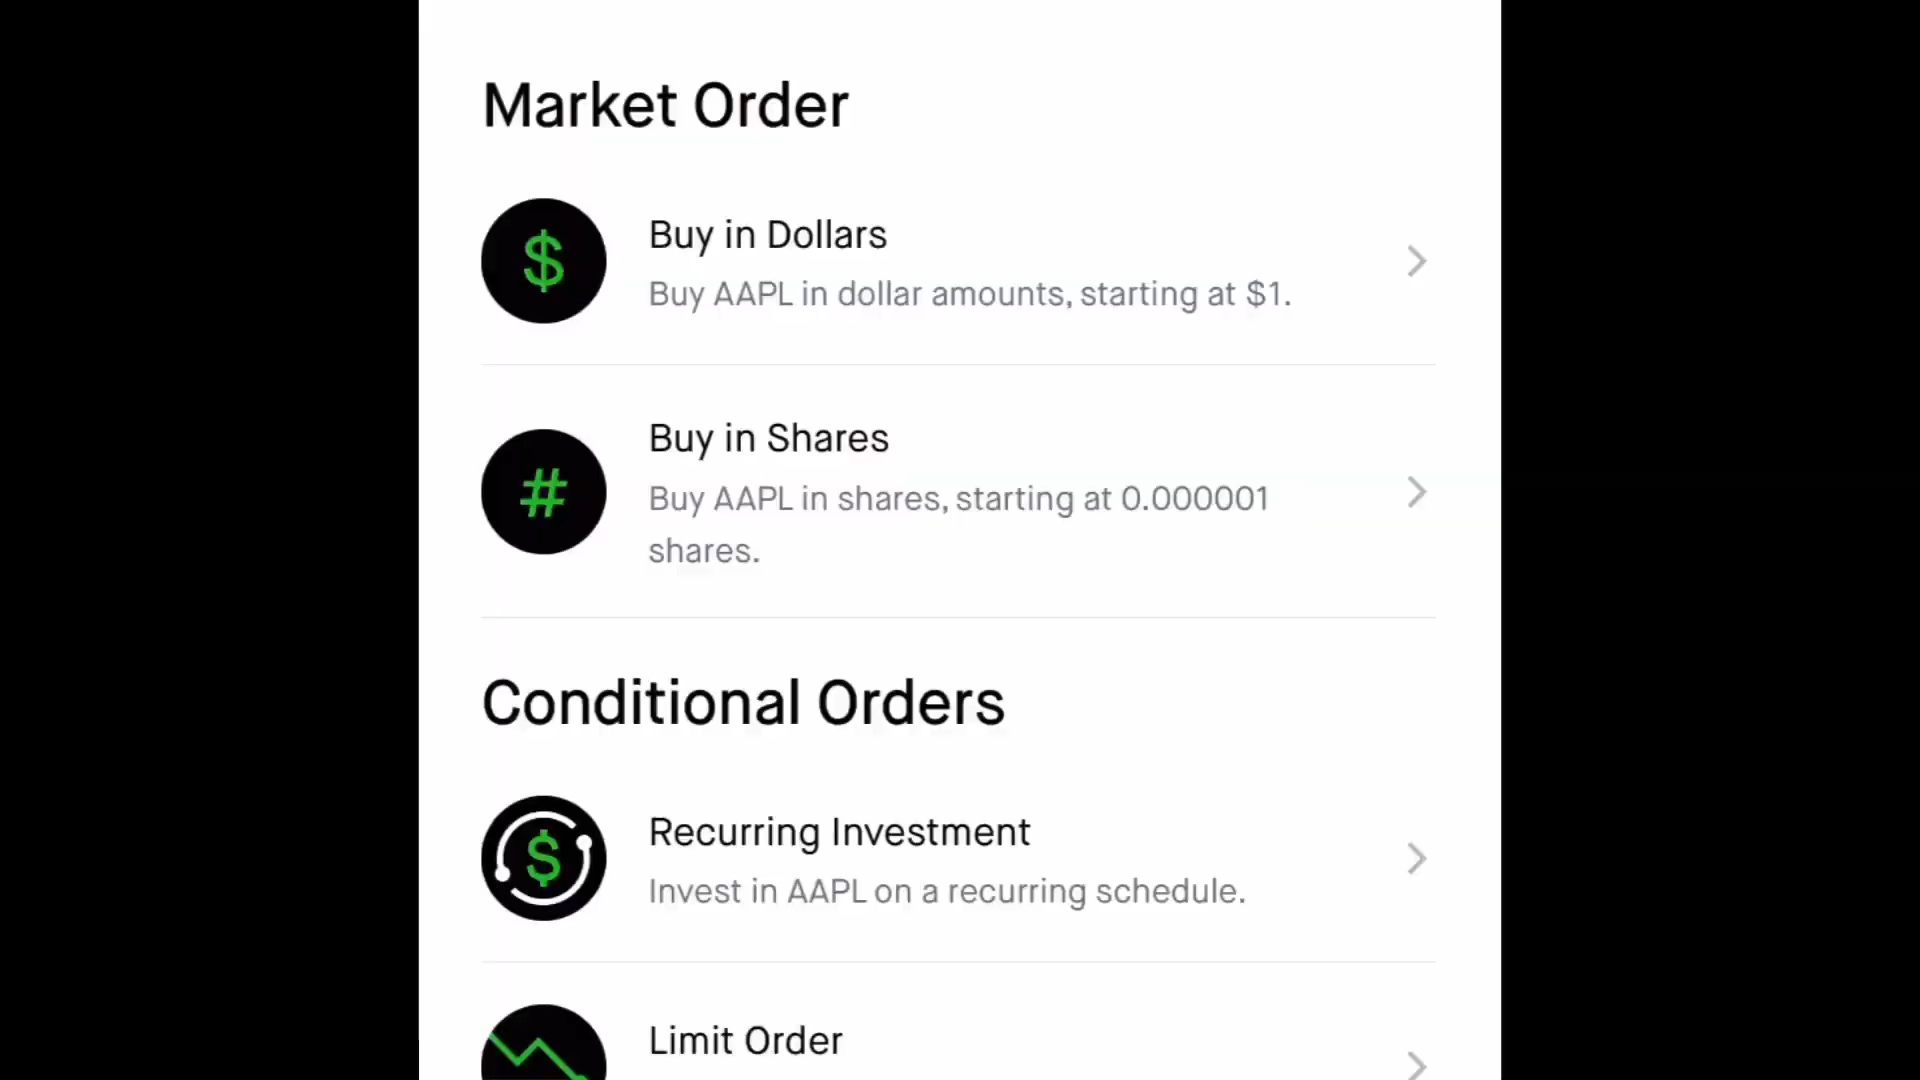 Market Order
$
Buy in Dollars
Buy AAPL in dollar amounts, starting at $1.
#
Buy in Shares
Buy AAPL in shares, starting at 0.000001
shares.
Conditional Orders
$
Recurring Investment
Invest in AAPL on a recurring schedule.
Limit Order